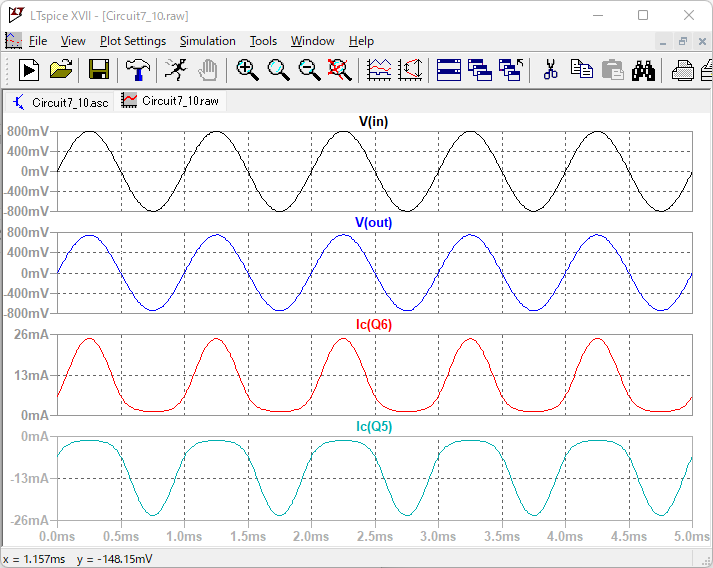 LTspice XVII - [Circuit7_10.raw]
File View Plot Settings Simulation Tools Window Help
Circuit7_10.asc Circuit7_10.raw
V(in)
800mV
400mV
0mV
-400mV
-800mV
V(out)
800mV
400mV
0mV
-400mV
-800mV
Ic(Q6)
26mA
13mA
0mA
Ic(Q5)
0mA
-13mA
-26mA
0.0ms 0.5ms 1.0ms 1.5ms 2.0ms 2.5ms 3.0ms 3.5ms 4.0ms 4.5ms 5.0ms
x = 1.157ms y = -148.15mV